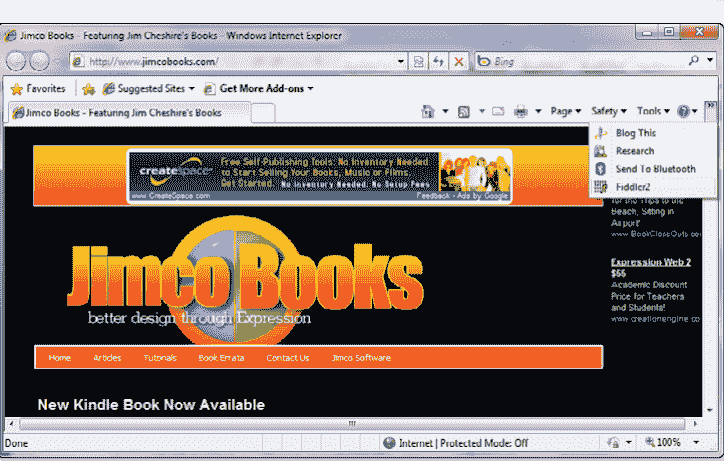 Jimco Books - Featuring Jim Cheshire's Books - Windows Internet Explorer
http://www.jimcobooks.com/
Bing
Favorites Suggested Sites Get More Add-ons
Jimco Books - Featuring Jim Cheshire's Books
Page Safety Tools
Blog This
Research
Send To Bluetooth
Fiddler2
createspace
Free Self-Publishing Tools. No Inventory Needed
to Start Selling Your Books, Music or Films.
Get Started. No Inventory Needed. No Setup Fees
www.CreateSpace.com Feedback - Ads by Google
for the Trips to the
Beach, Sitting in
Airport!
www.BookCloseOuts.com
Expression Web 2
$55
Academic Discount
Price for Teachers
and Students!
www.creationengine.co
Jimco Books
better design through Expression
Home Articles Tutorials Book Errata Contact Us Jimco Software
New Kindle Book Now Available
Done Internet | Protected Mode: Off 100%